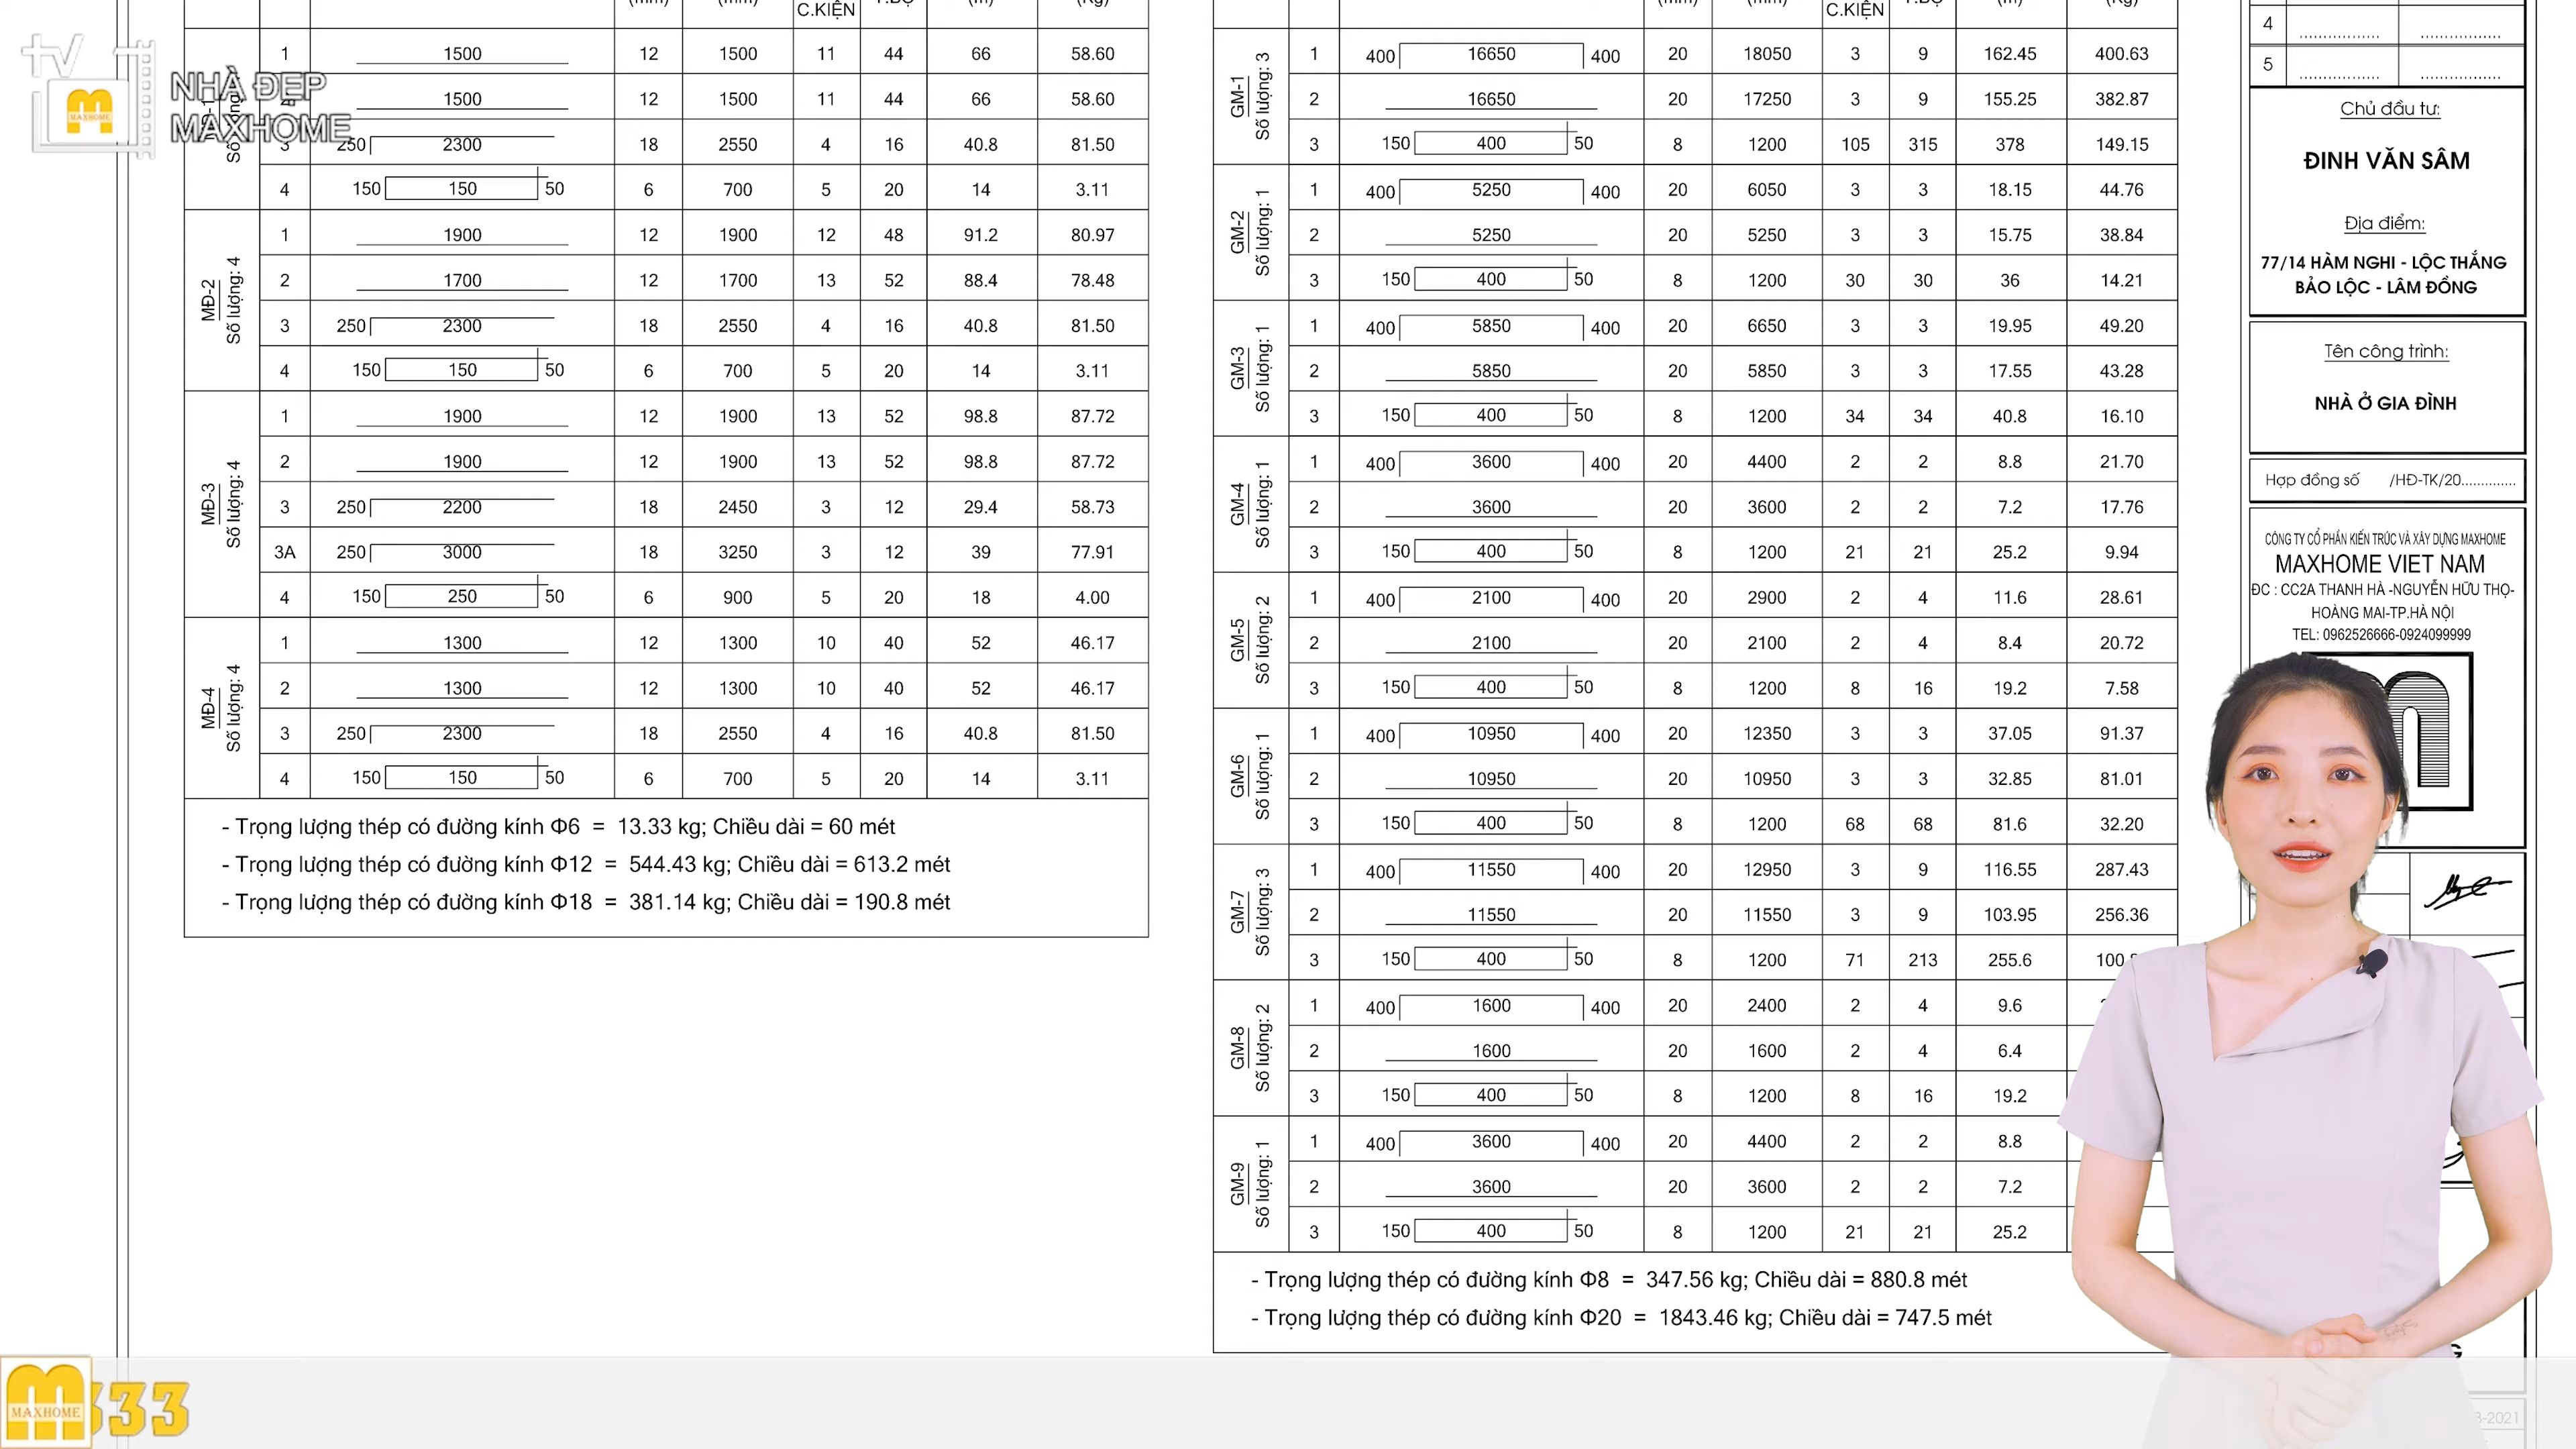 (mm) (mm) C.KIỆN T.BỘ (m) (Kg)
1 1500 12 1500 11 44 66 58.60
1500 12 1500 11 44 66 58.60
3 250 2300 18 2550 4 16 40.8 81.50
4 150 150 50 6 700 5 20 14 3.11
MĐ-2
Số lượng: 4
1 1900 12 1900 12 48 91.2 80.97
2 1700 12 1700 13 52 88.4 78.48
3 250 2300 18 2550 4 16 40.8 81.50
4 150 150 50 6 700 5 20 14 3.11
MĐ-3
Số lượng: 4
1 1900 12 1900 13 52 98.8 87.72
2 1900 12 1900 13 52 98.8 87.72
3 250 2200 18 2450 3 12 29.4 58.73
3A 250 3000 18 3250 3 12 39 77.91
4 150 250 50 6 900 5 20 18 4.00
MĐ-4
Số lượng: 4
1 1300 12 1300 10 40 52 46.17
2 1300 12 1300 10 40 52 46.17
3 250 2300 18 2550 4 16 40.8 81.50
4 150 150 50 6 700 5 20 14 3.11
- Trọng lượng thép có đường kính Φ6 = 13.33 kg; Chiều dài = 60 mét
- Trọng lượng thép có đường kính Φ12 = 544.43 kg; Chiều dài = 613.2 mét
- Trọng lượng thép có đường kính Φ18 = 381.14 kg; Chiều dài = 190.8 mét
(mm) (mm) C.KIỆN T.BỘ (m) (Kg)
GM-1
Số lượng: 3
1 400 16650 400 20 18050 3 9 162.45 400.63
2 16650 20 17250 3 9 155.25 382.87
3 150 400 50 8 1200 105 315 378 149.15
GM-2
Số lượng: 1
1 400 5250 400 20 6050 3 3 18.15 44.76
2 5250 20 5250 3 3 15.75 38.84
3 150 400 50 8 1200 30 30 36 14.21
GM-3
Số lượng: 1
1 400 5850 400 20 6650 3 3 19.95 49.20
2 5850 20 5850 3 3 17.55 43.28
3 150 400 50 8 1200 34 34 40.8 16.10
GM-4
Số lượng: 1
1 400 3600 400 20 4400 2 2 8.8 21.70
2 3600 20 3600 2 2 7.2 17.76
3 150 400 50 8 1200 21 21 25.2 9.94
GM-5
Số lượng: 2
1 400 2100 400 20 2900 2 4 11.6 28.61
2 2100 20 2100 2 4 8.4 20.72
3 150 400 50 8 1200 8 16 19.2 7.58
GM-6
Số lượng: 1
1 400 10950 400 20 12350 3 3 37.05 91.37
2 10950 20 10950 3 3 32.85 81.01
3 150 400 50 8 1200 68 68 81.6 32.20
GM-7
Số lượng: 3
1 400 11550 400 20 12950 3 9 116.55 287.43
2 11550 20 11550 3 9 103.95 256.36
3 150 400 50 8 1200 71 213 255.6 100
GM-8
Số lượng: 2
1 400 1600 400 20 2400 2 4 9.6
2 1600 20 1600 2 4 6.4
3 150 400 50 8 1200 8 16 19.2
GM-9
Số lượng: 1
1 400 3600 400 20 4400 2 2 8.8
2 3600 20 3600 2 2 7.2
3 150 400 50 8 1200 21 21 25.2
- Trọng lượng thép có đường kính Φ8 = 347.56 kg; Chiều dài = 880.8 mét
- Trọng lượng thép có đường kính Φ20 = 1843.46 kg; Chiều dài = 747.5 mét
4 ................. .................
5 ................. .................
Chủ đầu tư:
ĐINH VĂN SÂM
Địa điểm:
77/14 HÀM NGHI - LỘC THẮNG
BẢO LỘC - LÂM ĐỒNG
Tên công trình:
NHÀ Ở GIA ĐÌNH
Hợp đồng số /HĐ-TK/20..............
CÔNG TY CỔ PHẦN KIẾN TRÚC VÀ XÂY DỰNG MAXHOME
MAXHOME VIET NAM
ĐC : CC2A THANH HÀ -NGUYỄN HỮU THỌ-
HOÀNG MAI-TP.HÀ NỘI
TEL: 0962526666-0924099999
-2021
tv
MAXHOME
NHÀ ĐẸP
MAXHOME
MAXHOME
33